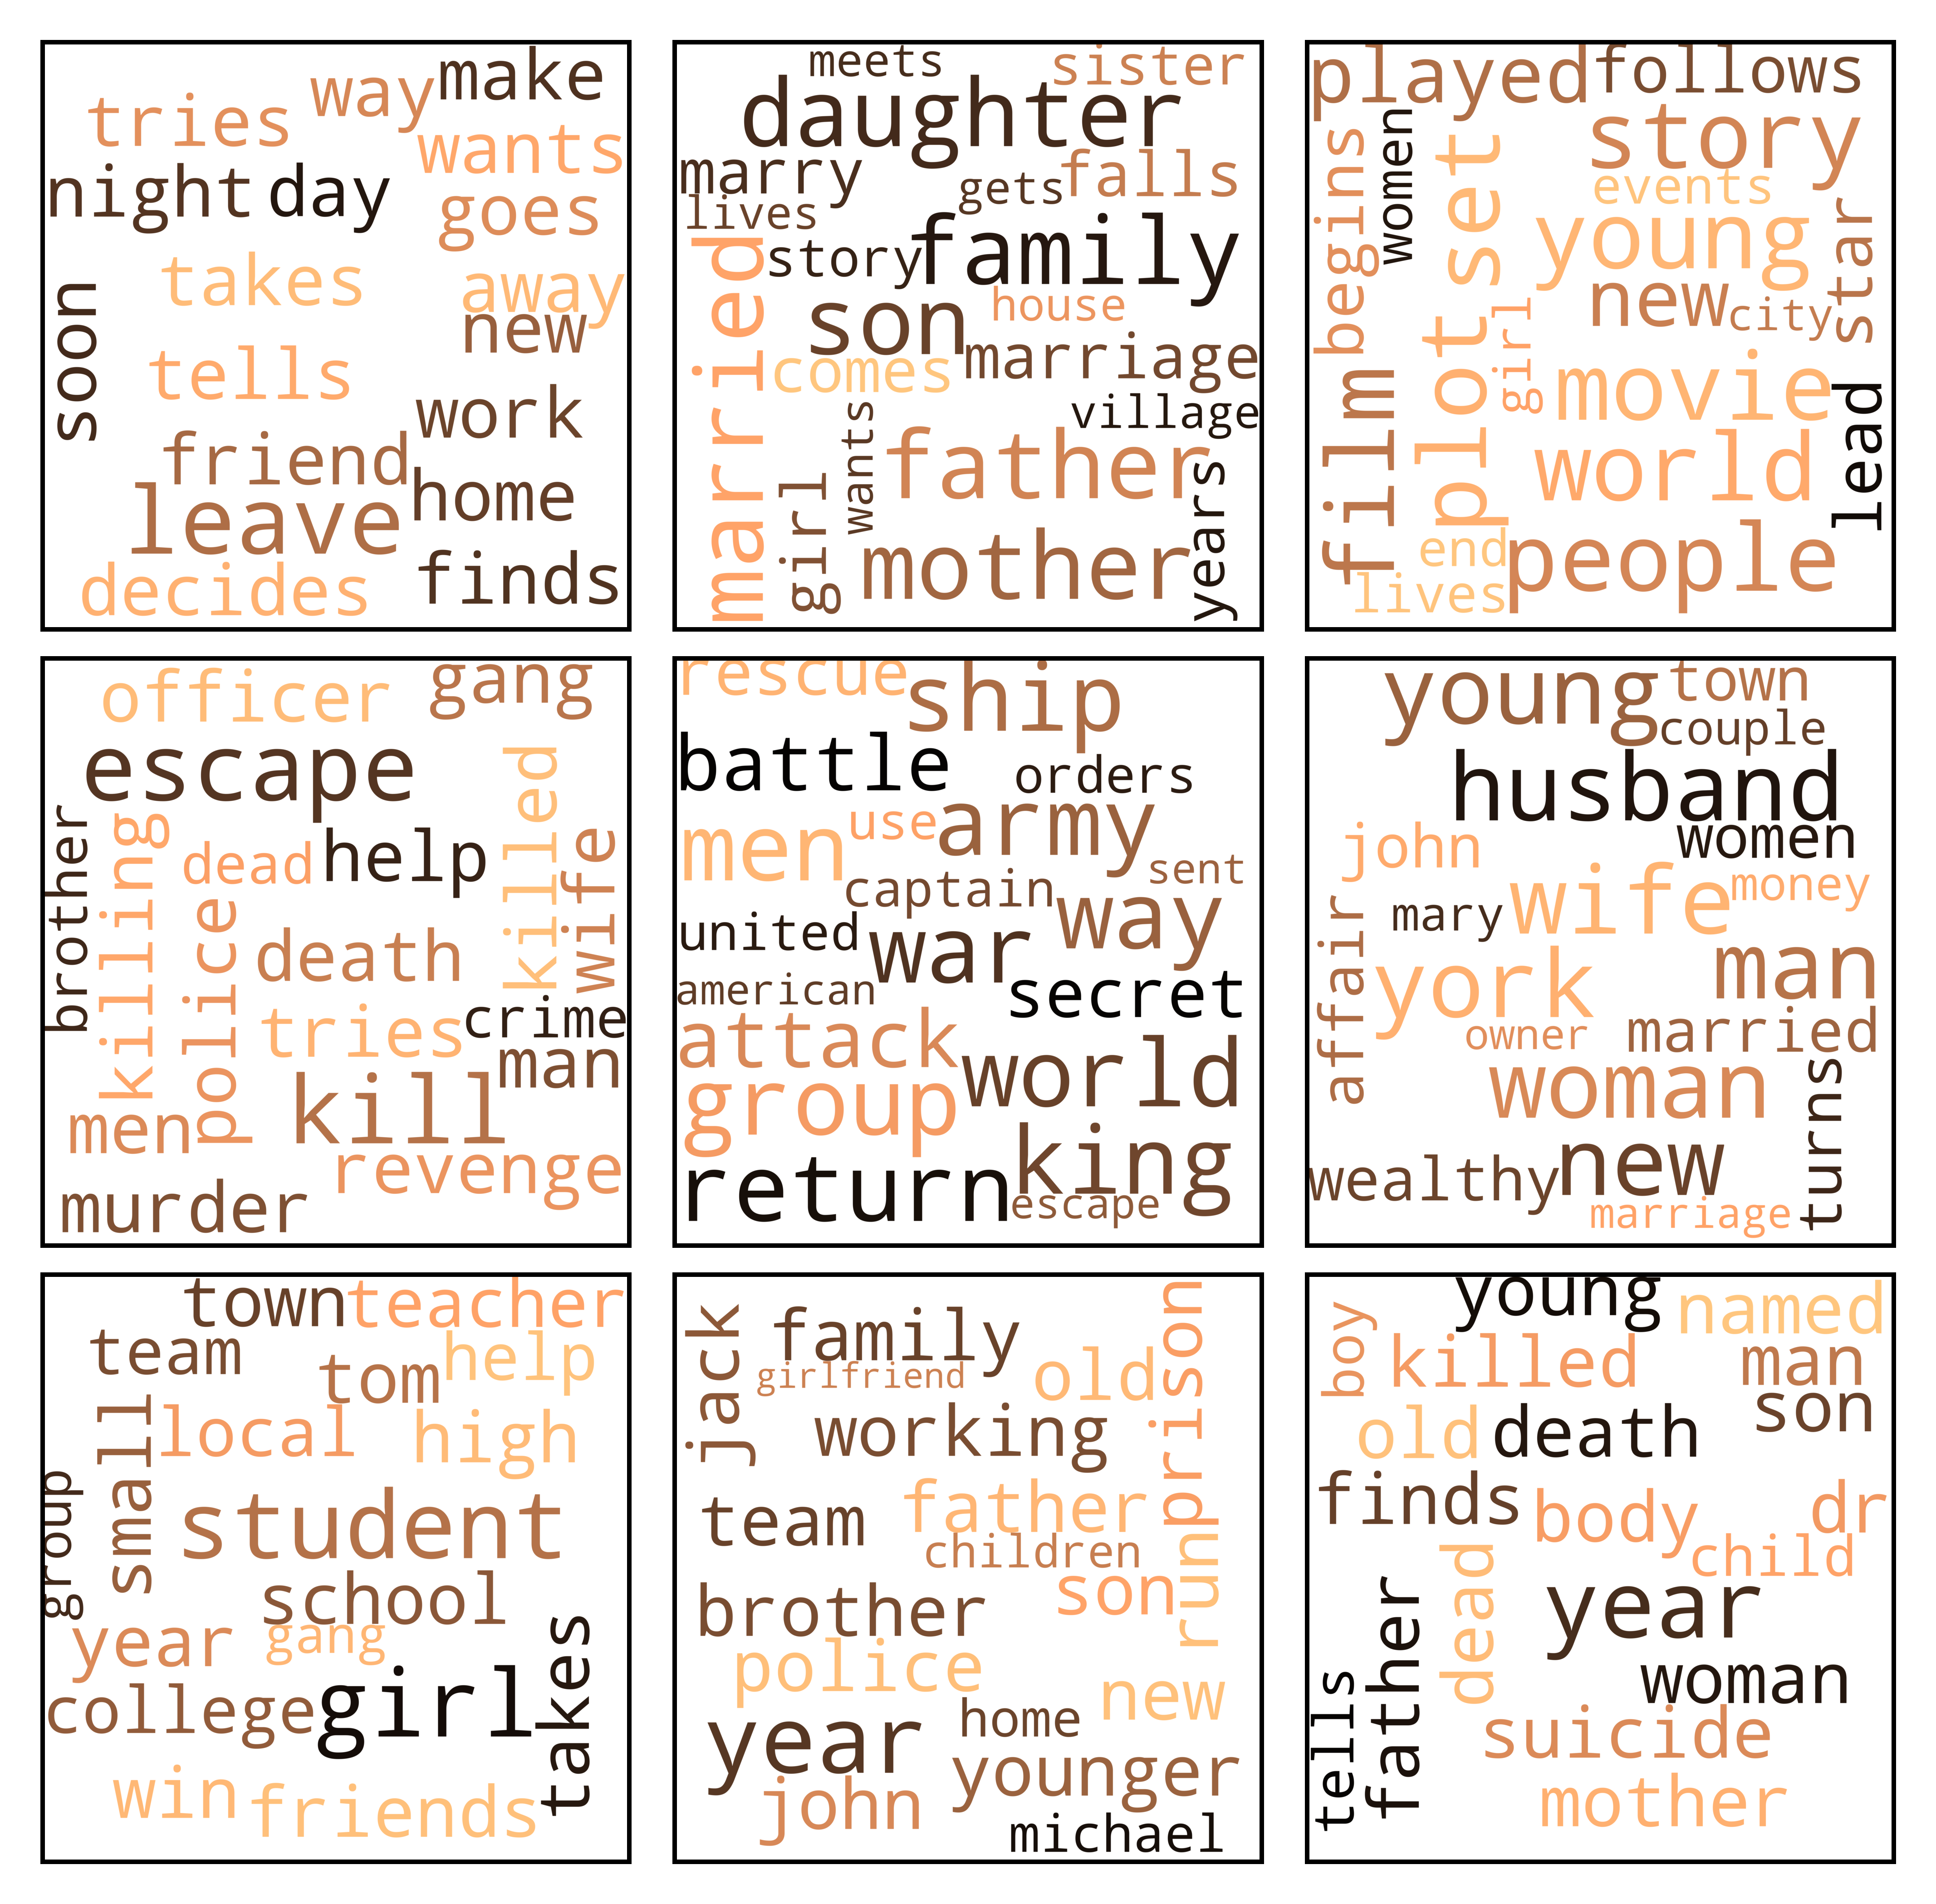 make
way
tries
wants
night day
goes
takes
away
new
soon
tells
work
friend
home
leave
finds
decides
meets
sister
daughter
marry
falls
gets
lives
family
story
married
son
house
comes
marriage
village
wants
father
girl
years
mother
played
follows
women
story
begins
events
set
young
star
new
city
girl
plot
movie
film
lead
world
end
people
lives
officer
gang
escape
killed
brother
help
dead
killing
wife
police
death
crime
tries
man
kill
men
revenge
murder
rescue
ship
battle
orders
use
army
men
sent
captain
way
united
war
american
secret
attack
world
group
king
return
escape
young
town
couple
husband
women
john
wife
money
mary
affair
man
york
owner
married
woman
turns
new
wealthy
marriage
town
teacher
team
help
tom
small
local
high
group
student
school
year
gang
takes
college
girl
win
friends
prison
jack
family
girlfriend
old
working
team
father
children
run
son
brother
police
new
year
home
younger
john
michael
young
named
boy
killed
man
son
old
death
finds
body
dr
child
dead
year
father
woman
tells
suicide
mother